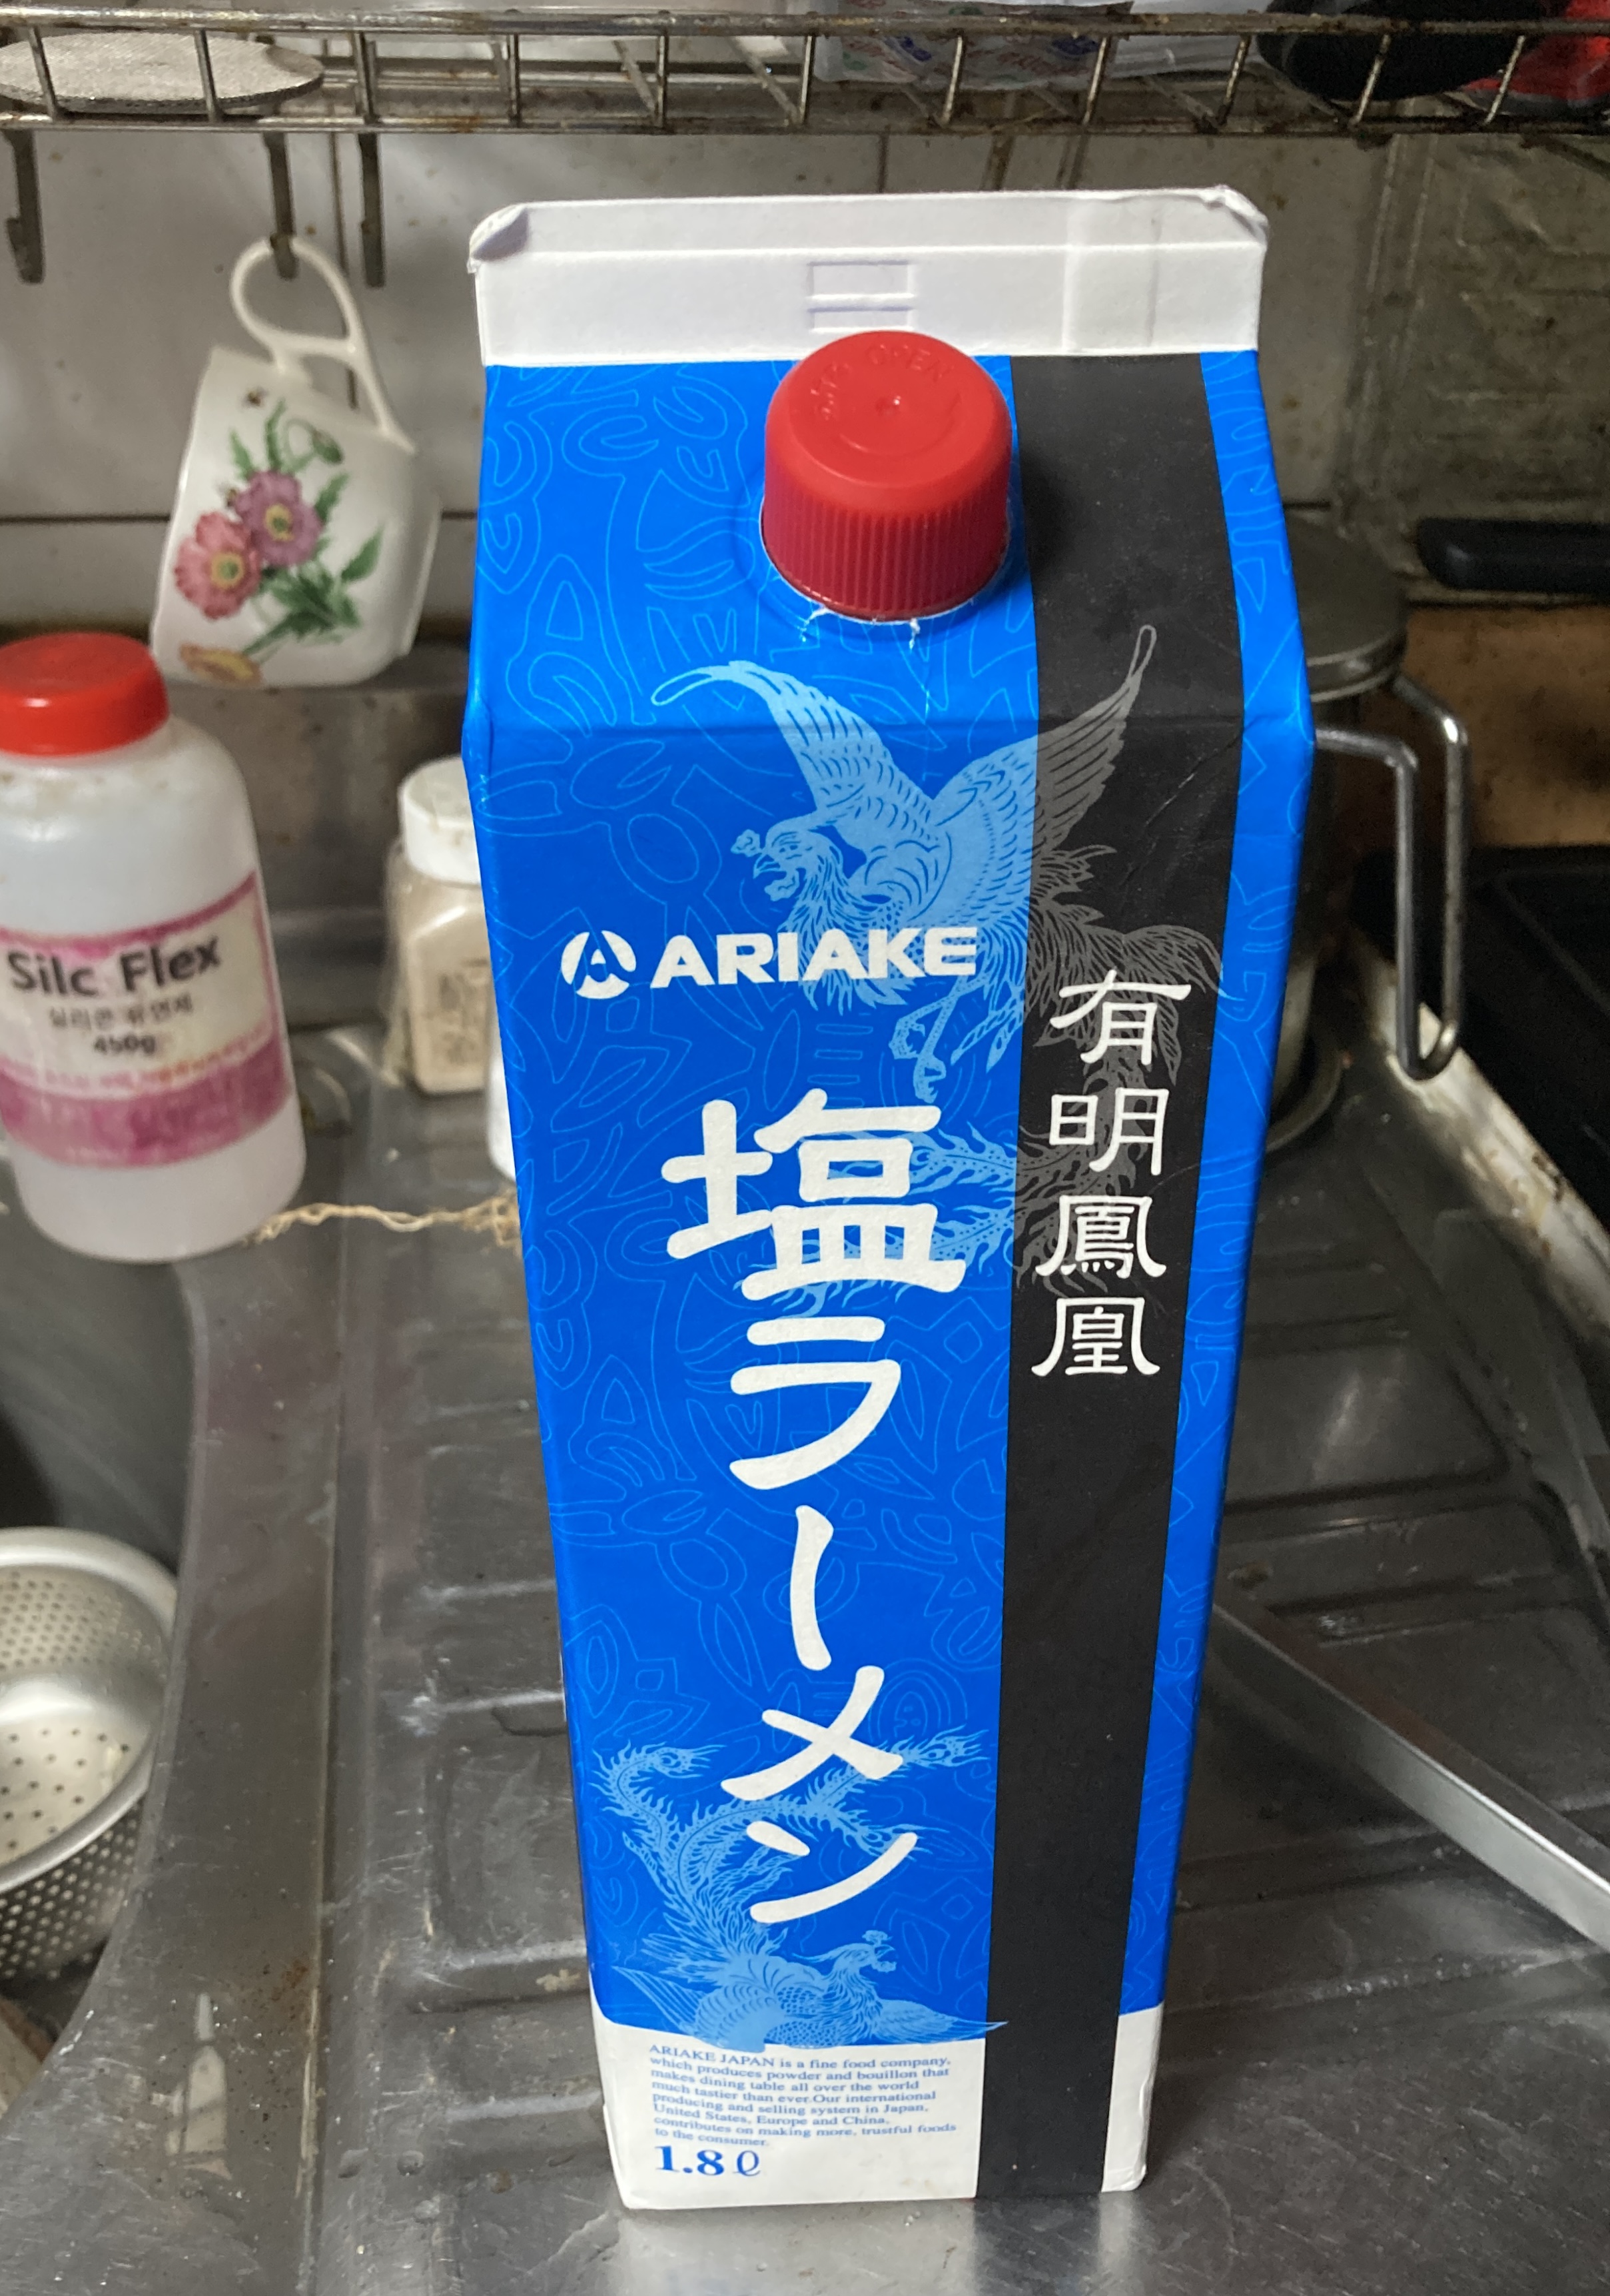 OPEN
ARIAKE
有明鳳凰
塩ラーメン
ARIAKE JAPAN is a fine food company,
which produces powder and bouillon that
makes dining table all over the world
much tastier than ever.Our international
producing and selling system in Japan,
United States, Europe and China,
contributes on making more, trustful foods
to the consumer.
1.8ℓ
Silc Flex
실리콘 유연제
450g